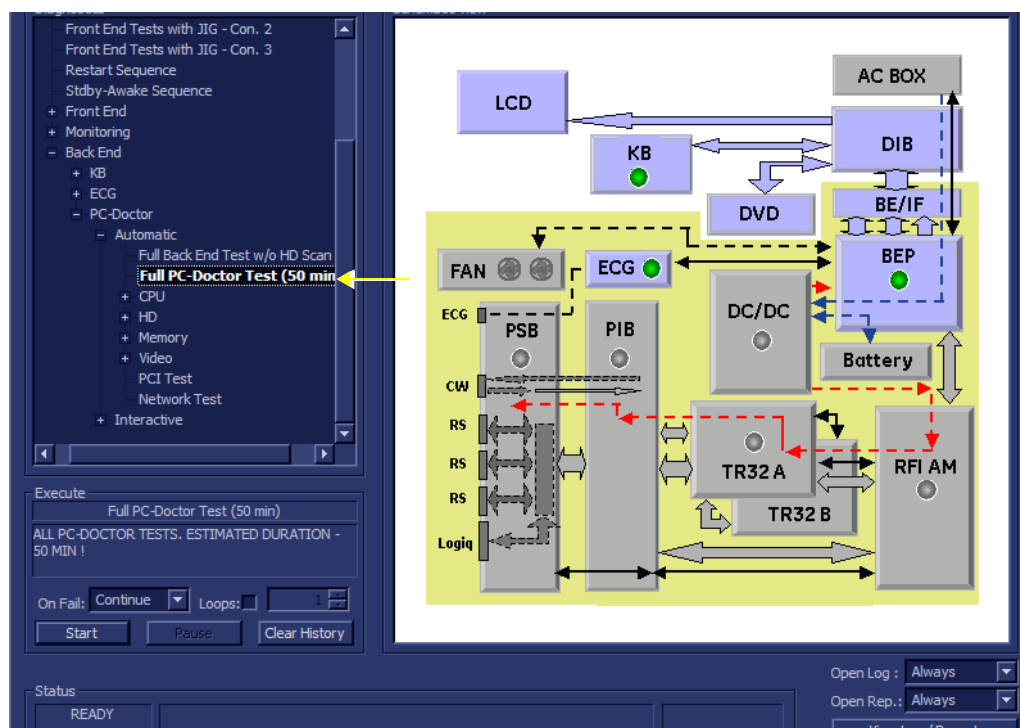 Front End Tests with JIG - Con. 2
Front End Tests with JIG - Con. 3
Restart Sequence
Stdby-Awake Sequence
Front End
Monitoring
Back End
KB
ECG
PC-Doctor
Automatic
Full Back End Test w/o HD Scan
Full PC-Doctor Test (50 min
CPU
HD
Memory
Video
PCI Test
Network Test
Interactive
Execute
Full PC-Doctor Test (50 min)
ALL PC-DOCTOR TESTS. ESTIMATED DURATION -
50 MIN !
On Fail: Continue Loops: 1
Start Pause Clear History
Status
READY
AC BOX
LCD
DIB
KB
DVD
BE/IF
FAN
ECG
BEP
ECG
PSB
PIB
DC/DC
Battery
CW
RS
RS
RS
Logiq
TR32 A
TR32 B
RFI AM
Open Log : Always
Open Rep.: Always